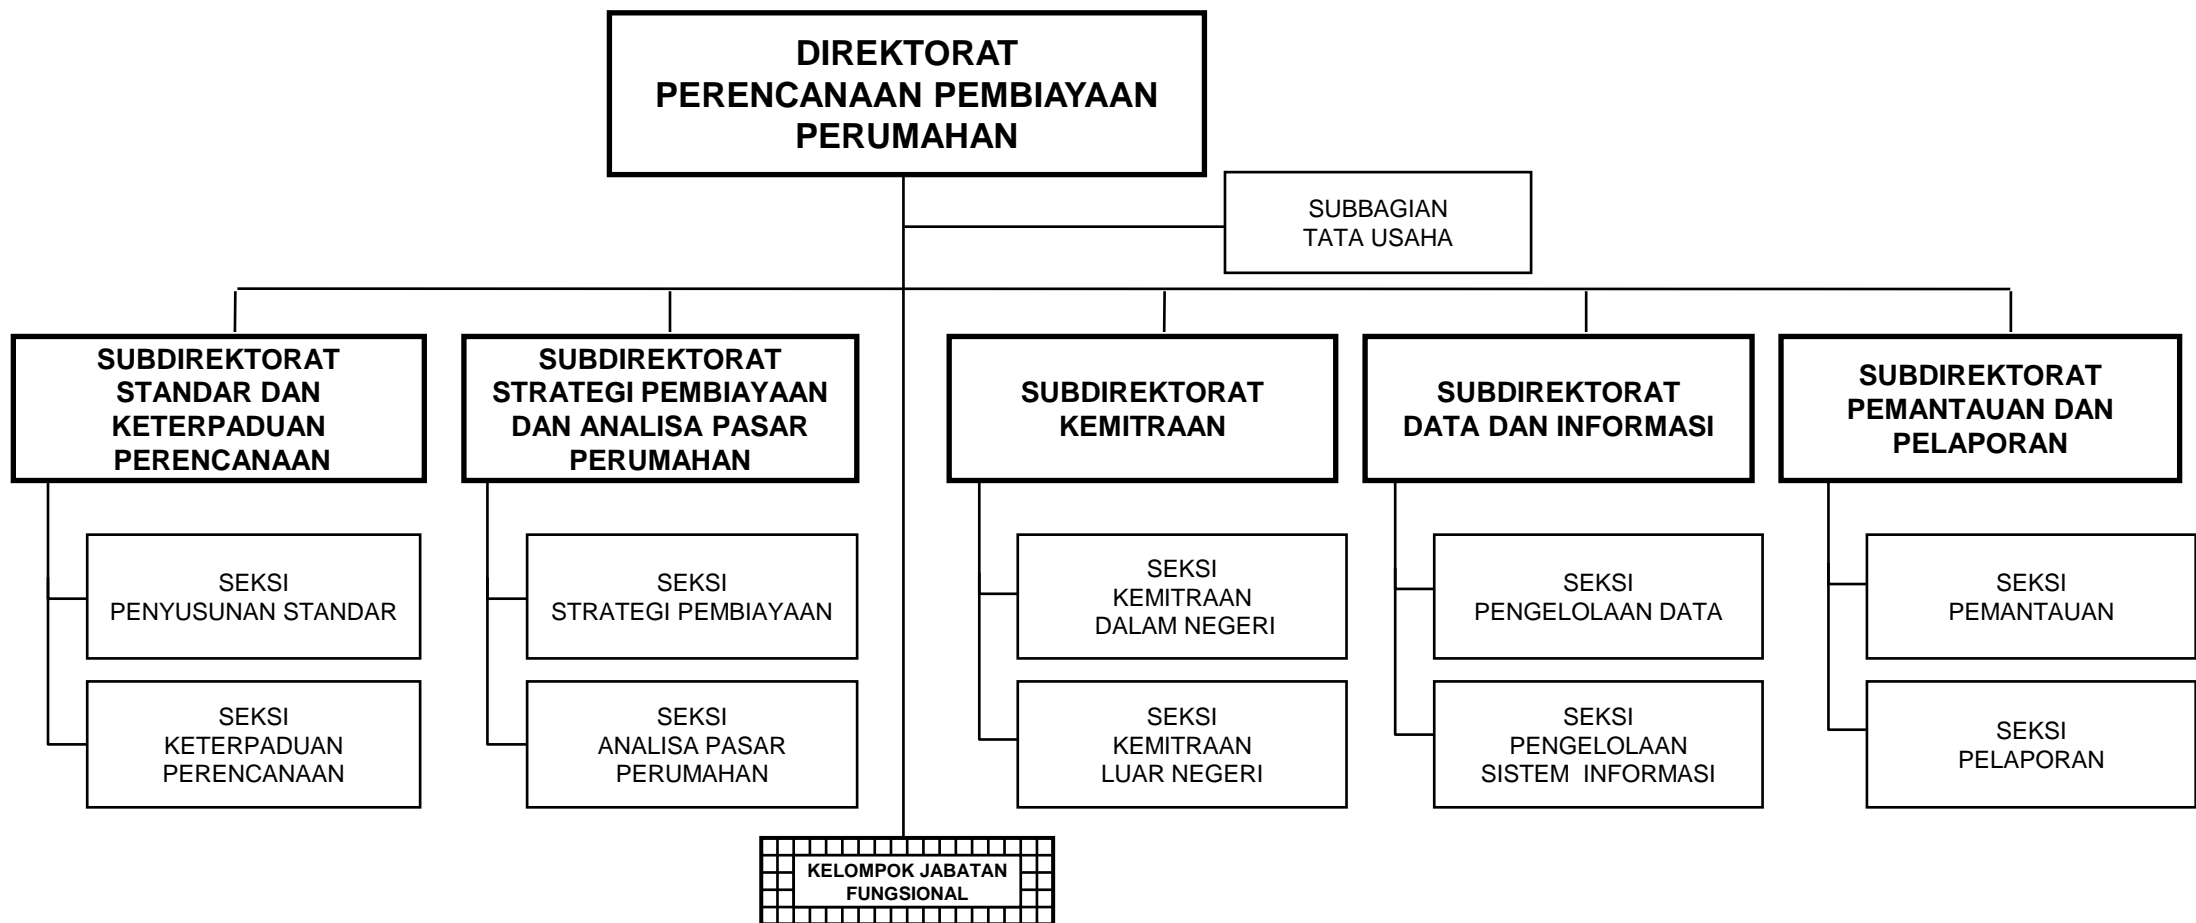 DIREKTORAT
PERENCANAAN PEMBIAYAAN
PERUMAHAN
SUBBAGIAN
TATA USAHA
SUBDIREKTORAT
STANDAR DAN
KETERPADUAN
PERENCANAAN
SUBDIREKTORAT
STRATEGI PEMBIAYAAN
DAN ANALISA PASAR
PERUMAHAN
SUBDIREKTORAT
KEMITRAAN
SUBDIREKTORAT
DATA DAN INFORMASI
SUBDIREKTORAT
PEMANTAUAN DAN
PELAPORAN
SEKSI
PENYUSUNAN STANDAR
SEKSI
STRATEGI PEMBIAYAAN
SEKSI
KEMITRAAN
DALAM NEGERI
SEKSI
PENGELOLAAN DATA
SEKSI
PEMANTAUAN
SEKSI
KETERPADUAN
PERENCANAAN
SEKSI
ANALISA PASAR
PERUMAHAN
SEKSI
KEMITRAAN
LUAR NEGERI
SEKSI
PENGELOLAAN
SISTEM INFORMASI
SEKSI
PELAPORAN
KELOMPOK JABATAN
FUNGSIONAL